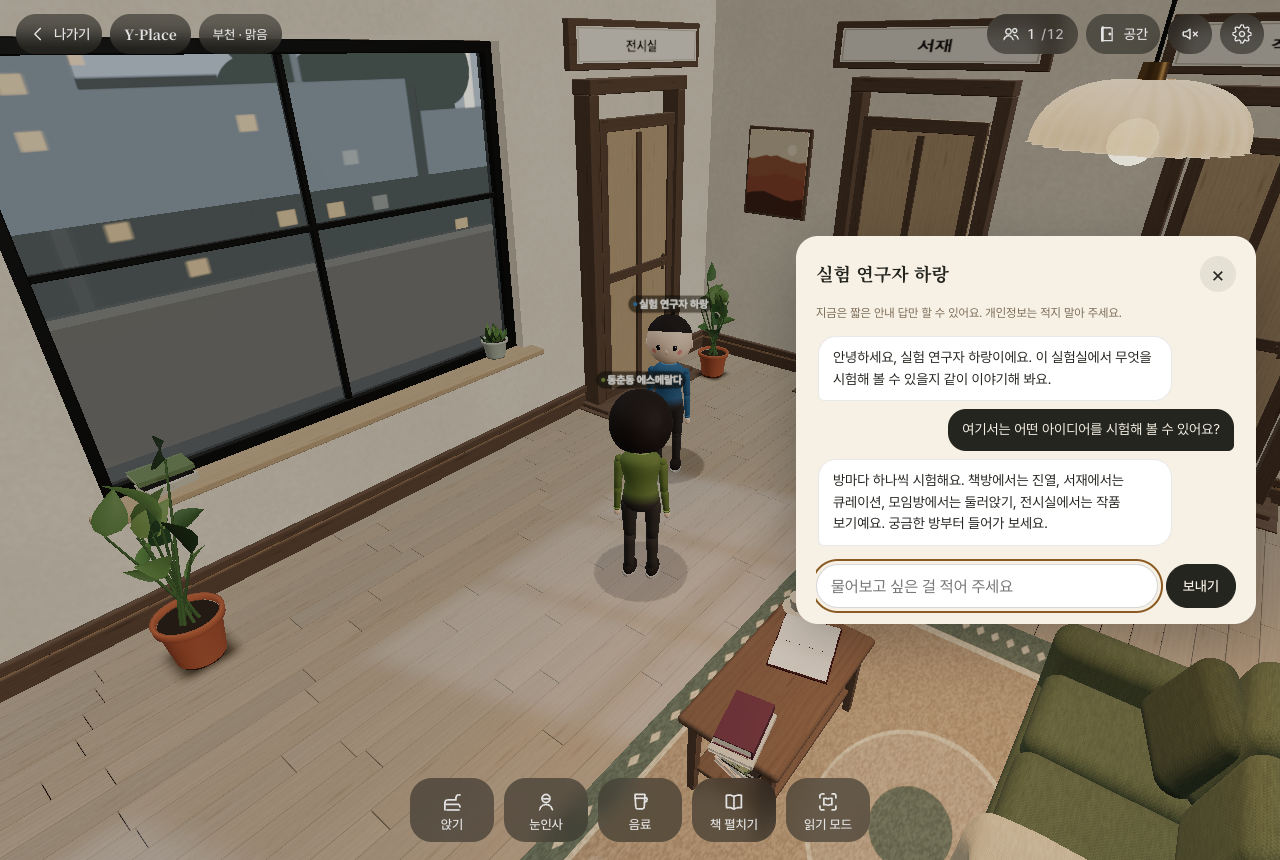 나가기
Y-Place
부천 · 맑음
1 /12
공간
전시실
서재
실험 연구자 하랑
동춘동 에스메랄다
실험 연구자 하랑
지금은 짧은 안내 답만 할 수 있어요. 개인정보는 적지 말아 주세요.
안녕하세요, 실험 연구자 하랑이에요. 이 실험실에서 무엇을
시험해 볼 수 있을지 같이 이야기해 봐요.
여기서는 어떤 아이디어를 시험해 볼 수 있어요?
방마다 하나씩 시험해요. 책방에서는 진열, 서재에서는
큐레이션, 모임방에서는 둘러앉기, 전시실에서는 작품
보기예요. 궁금한 방부터 들어가 보세요.
물어보고 싶은 걸 적어 주세요
보내기
앉기
눈인사
음료
책 펼치기
읽기 모드